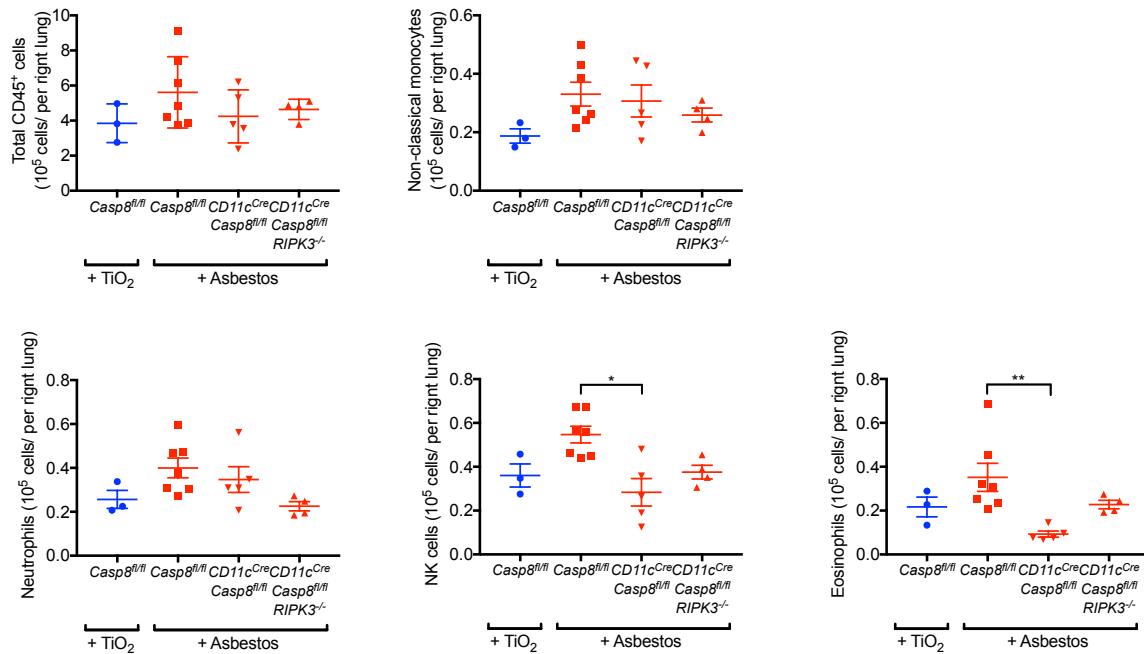 Total CD45⁺ cells
(10⁵ cells/ per rignt lung)
10
8
6
4
2
0
Casp8ᶠˡ/ᶠˡ Casp8ᶠˡ/ᶠˡ CD11cᶜʳᵉ CD11cᶜʳᵉ
Casp8ᶠˡ/ᶠˡ Casp8ᶠˡ/ᶠˡ
RIPK3⁻/⁻
+ TiO₂ + Asbestos
Non-classical monocytes
(10⁵ cells/ per rignt lung)
0.6
0.4
0.2
0.0
Casp8ᶠˡ/ᶠˡ Casp8ᶠˡ/ᶠˡ CD11cᶜʳᵉ CD11cᶜʳᵉ
Casp8ᶠˡ/ᶠˡ Casp8ᶠˡ/ᶠˡ
RIPK3⁻/⁻
+ TiO₂ + Asbestos
Neutrophils (10⁵ cells/ per rignt lung)
0.8
0.6
0.4
0.2
0.0
Casp8ᶠˡ/ᶠˡ Casp8ᶠˡ/ᶠˡ CD11cᶜʳᵉ CD11cᶜʳᵉ
Casp8ᶠˡ/ᶠˡ Casp8ᶠˡ/ᶠˡ
RIPK3⁻/⁻
+ TiO₂ + Asbestos
NK cells (10⁵ cells/ per rignt lung)
0.8
0.6
0.4
0.2
0.0
*
Casp8ᶠˡ/ᶠˡ Casp8ᶠˡ/ᶠˡ CD11cᶜʳᵉ CD11cᶜʳᵉ
Casp8ᶠˡ/ᶠˡ Casp8ᶠˡ/ᶠˡ
RIPK3⁻/⁻
+ TiO₂ + Asbestos
Eosinophils (10⁵ cells/ per rignt lung)
0.8
0.6
0.4
0.2
0.0
**
Casp8ᶠˡ/ᶠˡ Casp8ᶠˡ/ᶠˡ CD11cᶜʳᵉ CD11cᶜʳᵉ
Casp8ᶠˡ/ᶠˡ Casp8ᶠˡ/ᶠˡ
RIPK3⁻/⁻
+ TiO₂ + Asbestos